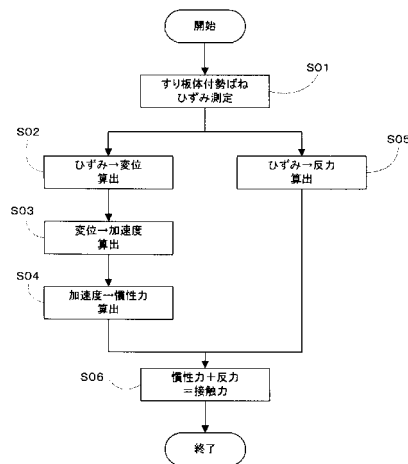 開始
S01
すり板体付勢ばね
ひずみ測定
S02
ひずみ→変位
算出
S05
ひずみ→反力
算出
S03
変位→加速度
算出
S04
加速度→慣性力
算出
S06
慣性力+反力
=接触力
終了